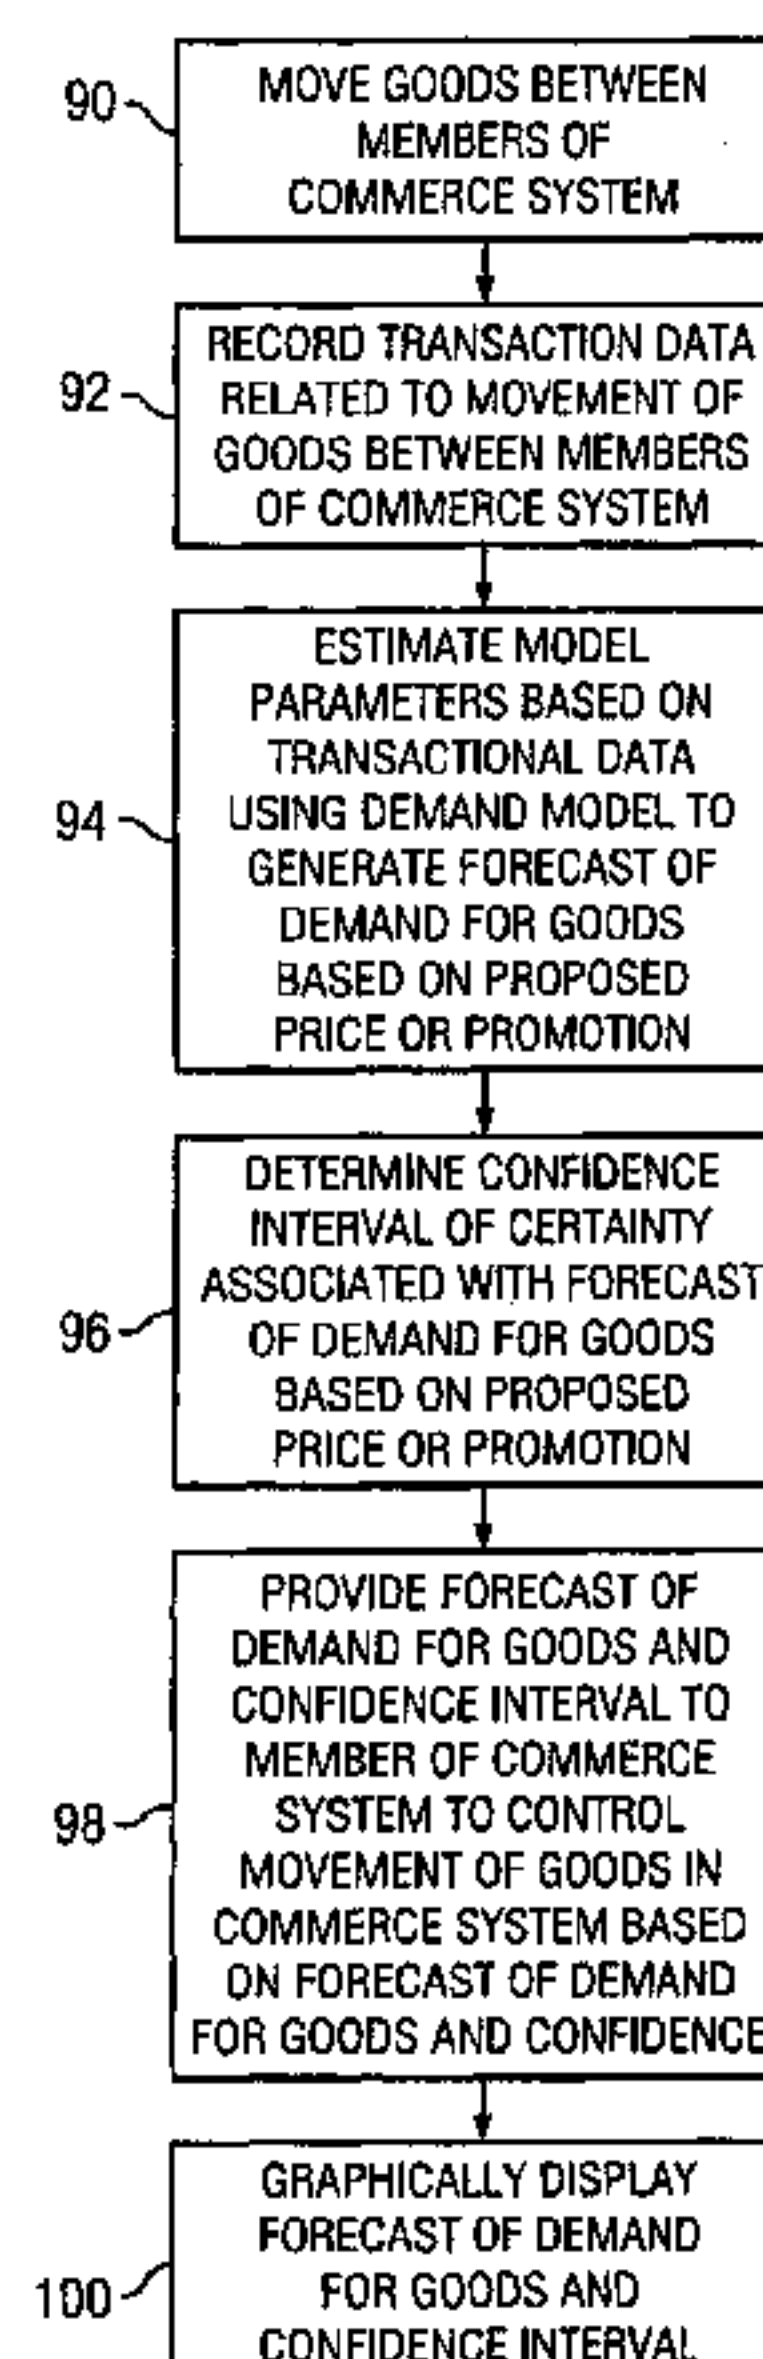 90
MOVE GOODS BETWEEN
MEMBERS OF
COMMERCE SYSTEM
92
RECORD TRANSACTION DATA
RELATED TO MOVEMENT OF
GOODS BETWEEN MEMBERS
OF COMMERCE SYSTEM
94
ESTIMATE MODEL
PARAMETERS BASED ON
TRANSACTIONAL DATA
USING DEMAND MODEL TO
GENERATE FORECAST OF
DEMAND FOR GOODS
BASED ON PROPOSED
PRICE OR PROMOTION
96
DETERMINE CONFIDENCE
INTERVAL OF CERTAINTY
ASSOCIATED WITH FORECAST
OF DEMAND FOR GOODS
BASED ON PROPOSED
PRICE OR PROMOTION
98
PROVIDE FORECAST OF
DEMAND FOR GOODS AND
CONFIDENCE INTERVAL TO
MEMBER OF COMMERCE
SYSTEM TO CONTROL
MOVEMENT OF GOODS IN
COMMERCE SYSTEM BASED
ON FORECAST OF DEMAND
FOR GOODS AND CONFIDENCE
100
GRAPHICALLY DISPLAY
FORECAST OF DEMAND
FOR GOODS AND
CONFIDENCE INTERVAL